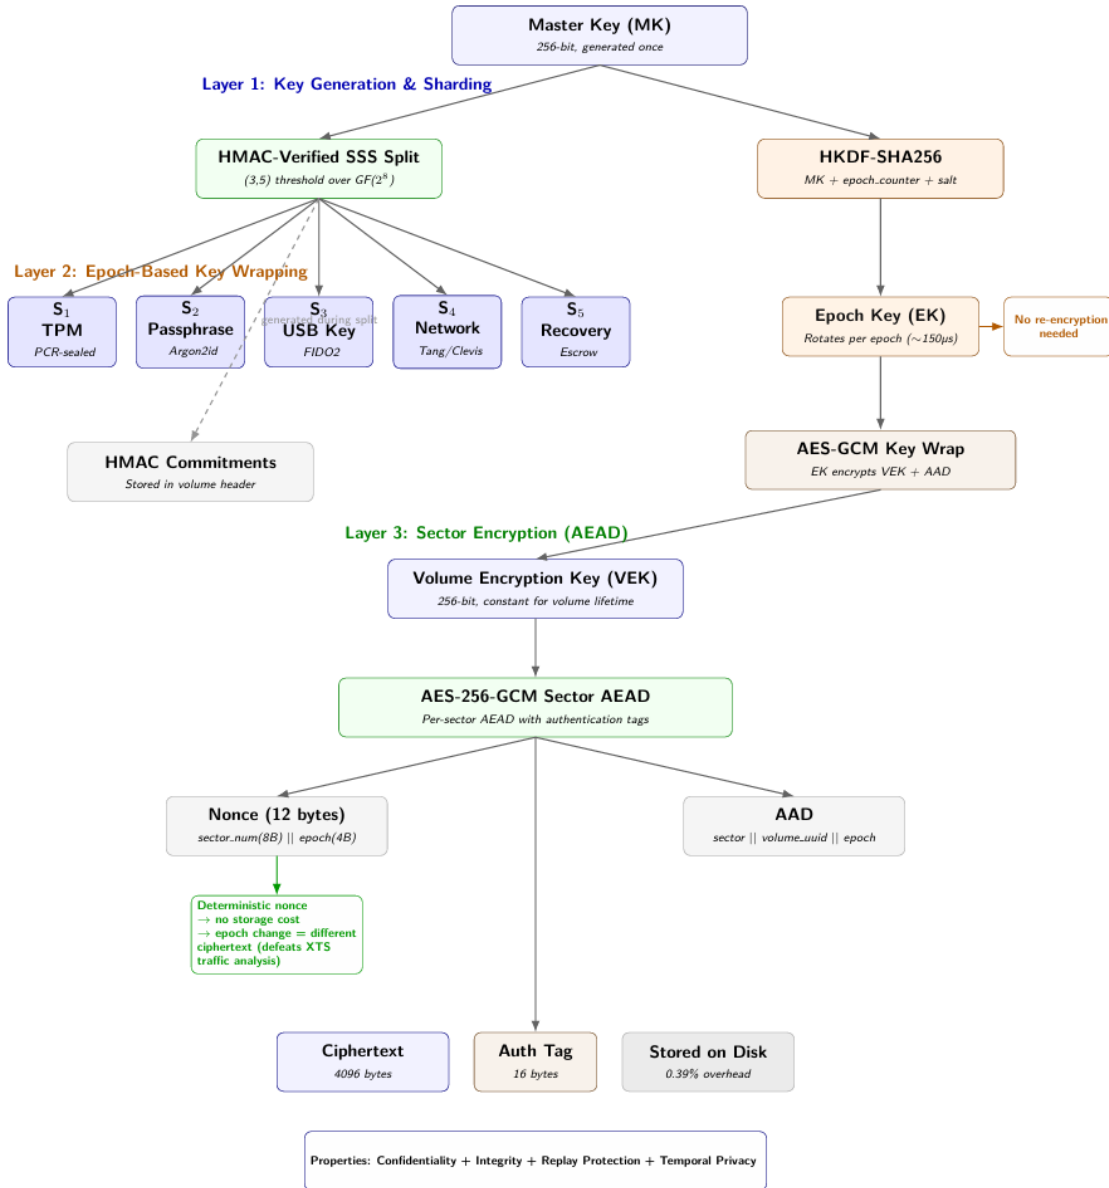 Master Key (MK)
256-bit, generated once
Layer 1: Key Generation & Sharding
HMAC-Verified SSS Split
(3,5) threshold over GF(2⁸)
HKDF-SHA256
MK + epoch_counter + salt
Layer 2: Epoch-Based Key Wrapping
S₁
TPM
PCR-sealed
S₂
Passphrase
Argon2id
S₃
generated during split
USB Key
FIDO2
S₄
Network
Tang/Clevis
S₅
Recovery
Escrow
Epoch Key (EK)
Rotates per epoch (~150µs)
No re-encryption
needed
HMAC Commitments
Stored in volume header
AES-GCM Key Wrap
EK encrypts VEK + AAD
Layer 3: Sector Encryption (AEAD)
Volume Encryption Key (VEK)
256-bit, constant for volume lifetime
AES-256-GCM Sector AEAD
Per-sector AEAD with authentication tags
Nonce (12 bytes)
sector_num(8B) || epoch(4B)
AAD
sector || volume_uuid || epoch
Deterministic nonce
→ no storage cost
→ epoch change = different
ciphertext (defeats XTS
traffic analysis)
Ciphertext
4096 bytes
Auth Tag
16 bytes
Stored on Disk
0.39% overhead
Properties: Confidentiality + Integrity + Replay Protection + Temporal Privacy